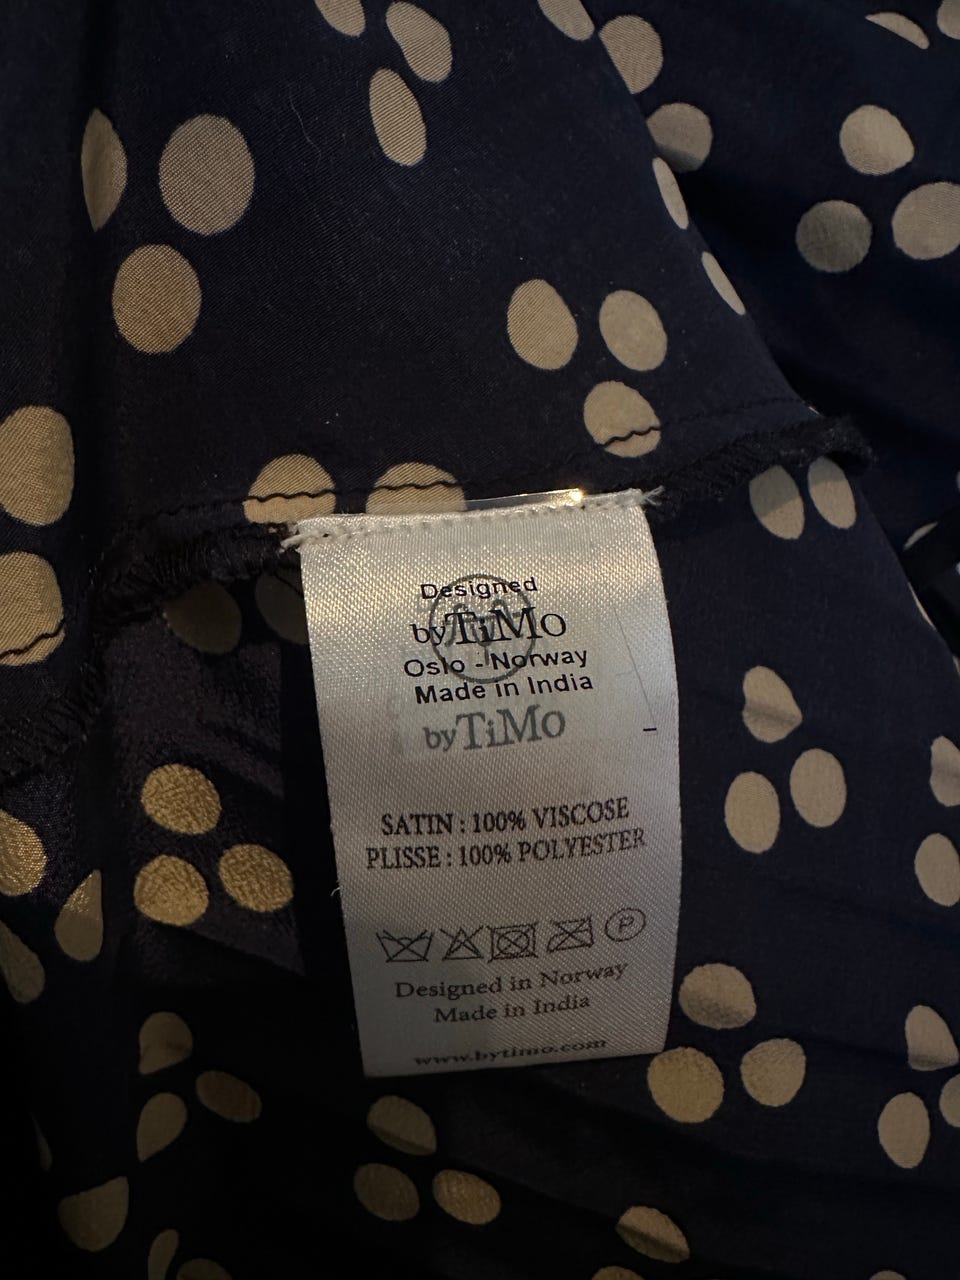 Designed
byTiMo
Oslo - Norway
Made in India
byTiMo
SATIN : 100% VISCOSE
PLISSE : 100% POLYESTER
P
Designed in Norway
Made in India
www.bytimo.com